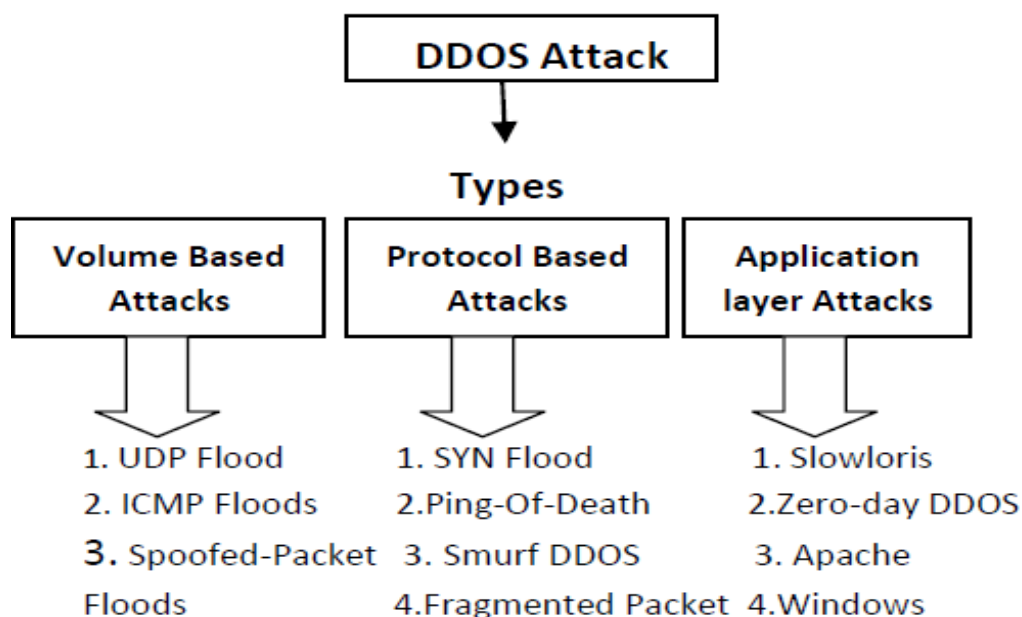 DDOS Attack
Types
Volume Based
Attacks
1. UDP Flood
2. ICMP Floods
3. Spoofed-Packet
Floods
Protocol Based
Attacks
1. SYN Flood
2.Ping-Of-Death
3. Smurf DDOS
4.Fragmented Packet
Application
layer Attacks
1. Slowloris
2.Zero-day DDOS
3. Apache
4.Windows